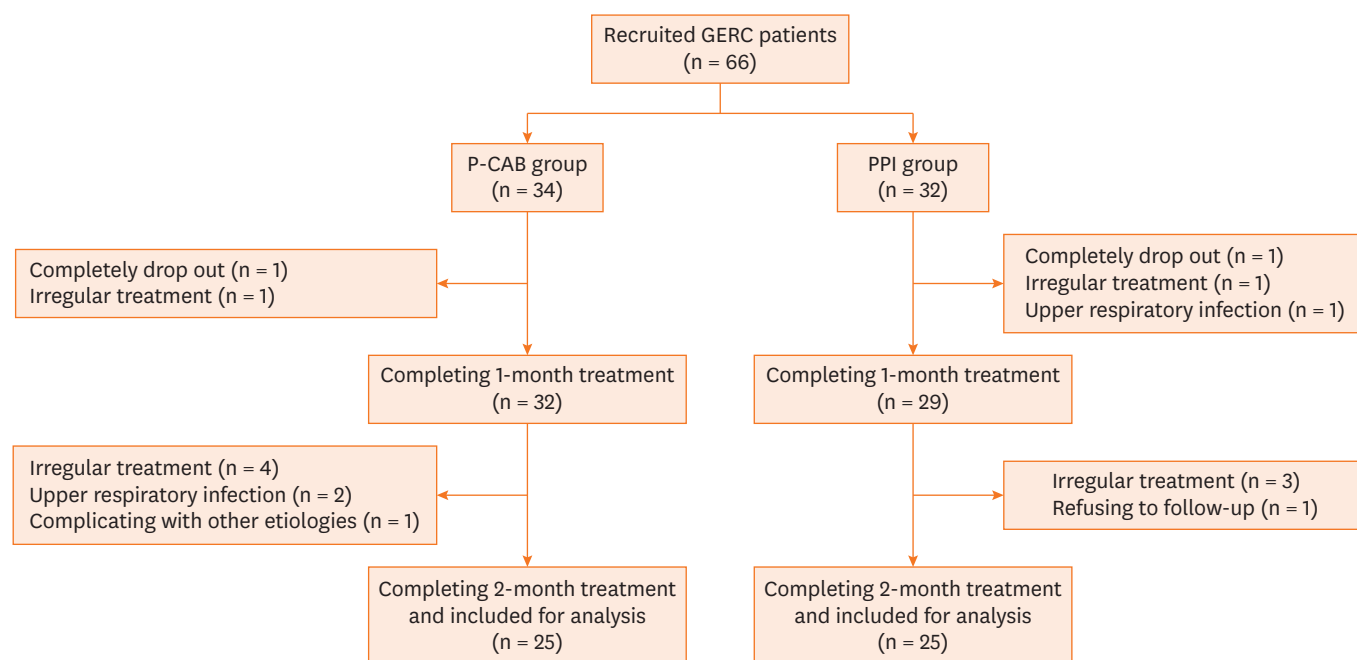 Recruited GERC patients
(n = 66)
P-CAB group
(n = 34)
PPI group
(n = 32)
Completely drop out (n = 1)
Irregular treatment (n = 1)
Completely drop out (n = 1)
Irregular treatment (n = 1)
Upper respiratory infection (n = 1)
Completing 1-month treatment
(n = 32)
Completing 1-month treatment
(n = 29)
Irregular treatment (n = 4)
Upper respiratory infection (n = 2)
Complicating with other etiologies (n = 1)
Irregular treatment (n = 3)
Refusing to follow-up (n = 1)
Completing 2-month treatment
and included for analysis
(n = 25)
Completing 2-month treatment
and included for analysis
(n = 25)